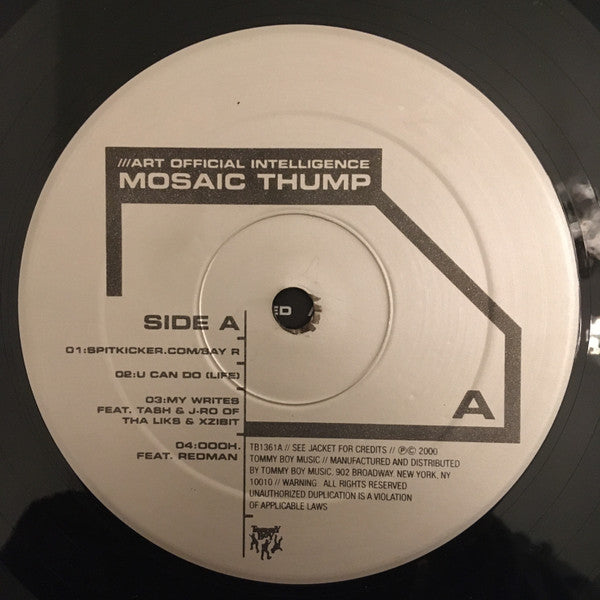 ///ART OFFICIAL INTELLIGENCE
MOSAIC THUMP
SIDE A
01:SPITKICKER.COM/SAY R
02:U CAN DO (LIFE)
03:MY WRITES
FEAT. TASH & J-RO OF
THA LIKS & XZIBIT
04:OOOH.
FEAT. REDMAN
A
TB1361A // SEE JACKET FOR CREDITS // ℗© 2000
TOMMY BOY MUSIC // MANUFACTURED AND DISTRIBUTED
BY TOMMY BOY MUSIC, 902 BROADWAY, NEW YORK, NY
10010 // WARNING: ALL RIGHTS RESERVED
UNAUTHORIZED DUPLICATION IS A VIOLATION
OF APPLICABLE LAWS
TOMMY BOY